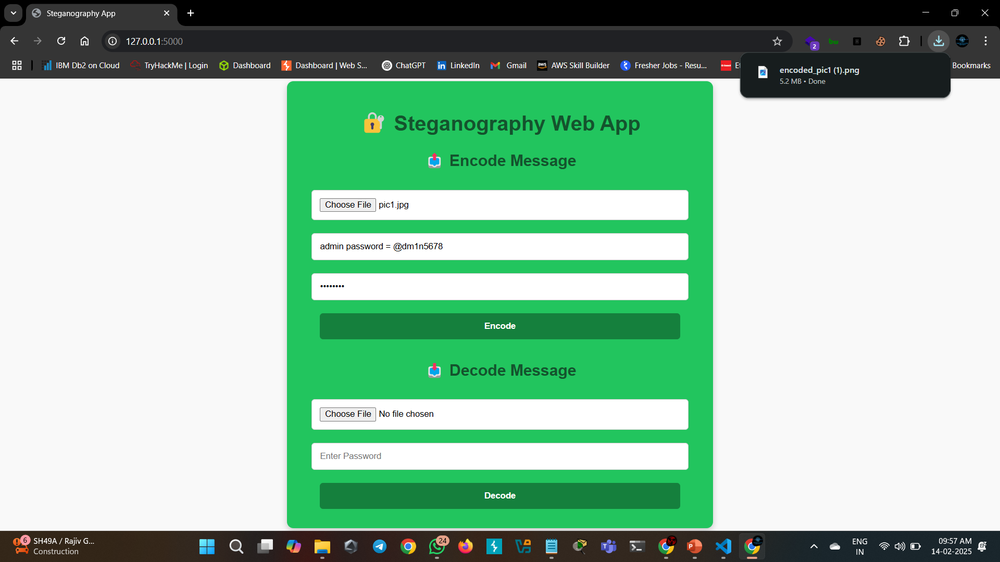 Steganography App
127.0.0.1:5000
2
bw
H
IBM Db2 on Cloud
TryHackMe | Login
Dashboard
Dashboard | Web S...
ChatGPT
LinkedIn
Gmail
aws
AWS Skill Builder
Fresher Jobs - Resu...
Bookmarks
encoded_pic1 (1).png
5.2 MB • Done
Steganography Web App
Encode Message
Choose File pic1.jpg
admin password = @dm1n5678
••••••••
Encode
Decode Message
Choose File No file chosen
Enter Password
Decode
6
SH49A / Rajiv G...
Construction
24
ENG
IN
09:57 AM
14-02-2025